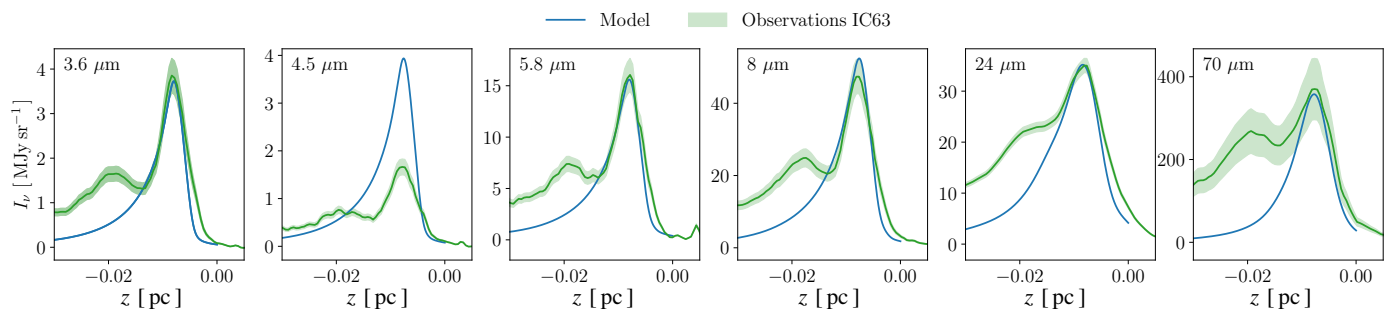 Model
Observations IC63
3.6 μm
4.5 μm
5.8 μm
8 μm
24 μm
70 μm
I_ν [ MJy sr⁻¹ ]
4
3
2
1
0
4
3
2
1
0
15
10
5
0
40
20
0
30
20
10
0
400
200
0
−0.02
0.00
−0.02
0.00
−0.02
0.00
−0.02
0.00
−0.02
0.00
−0.02
0.00
z [ pc ]
z [ pc ]
z [ pc ]
z [ pc ]
z [ pc ]
z [ pc ]